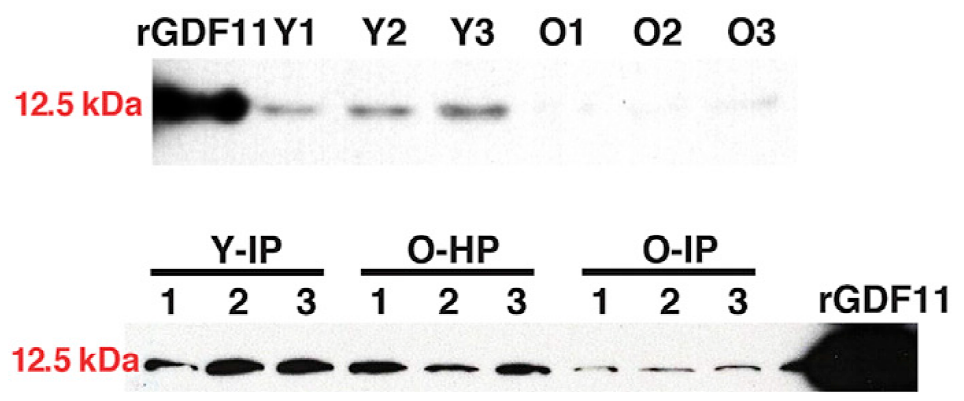 rGDF11 Y1 Y2 Y3 O1 O2 O3
12.5 kDa
Y-IP O-HP O-IP
1 2 3 1 2 3 1 2 3 rGDF11
12.5 kDa